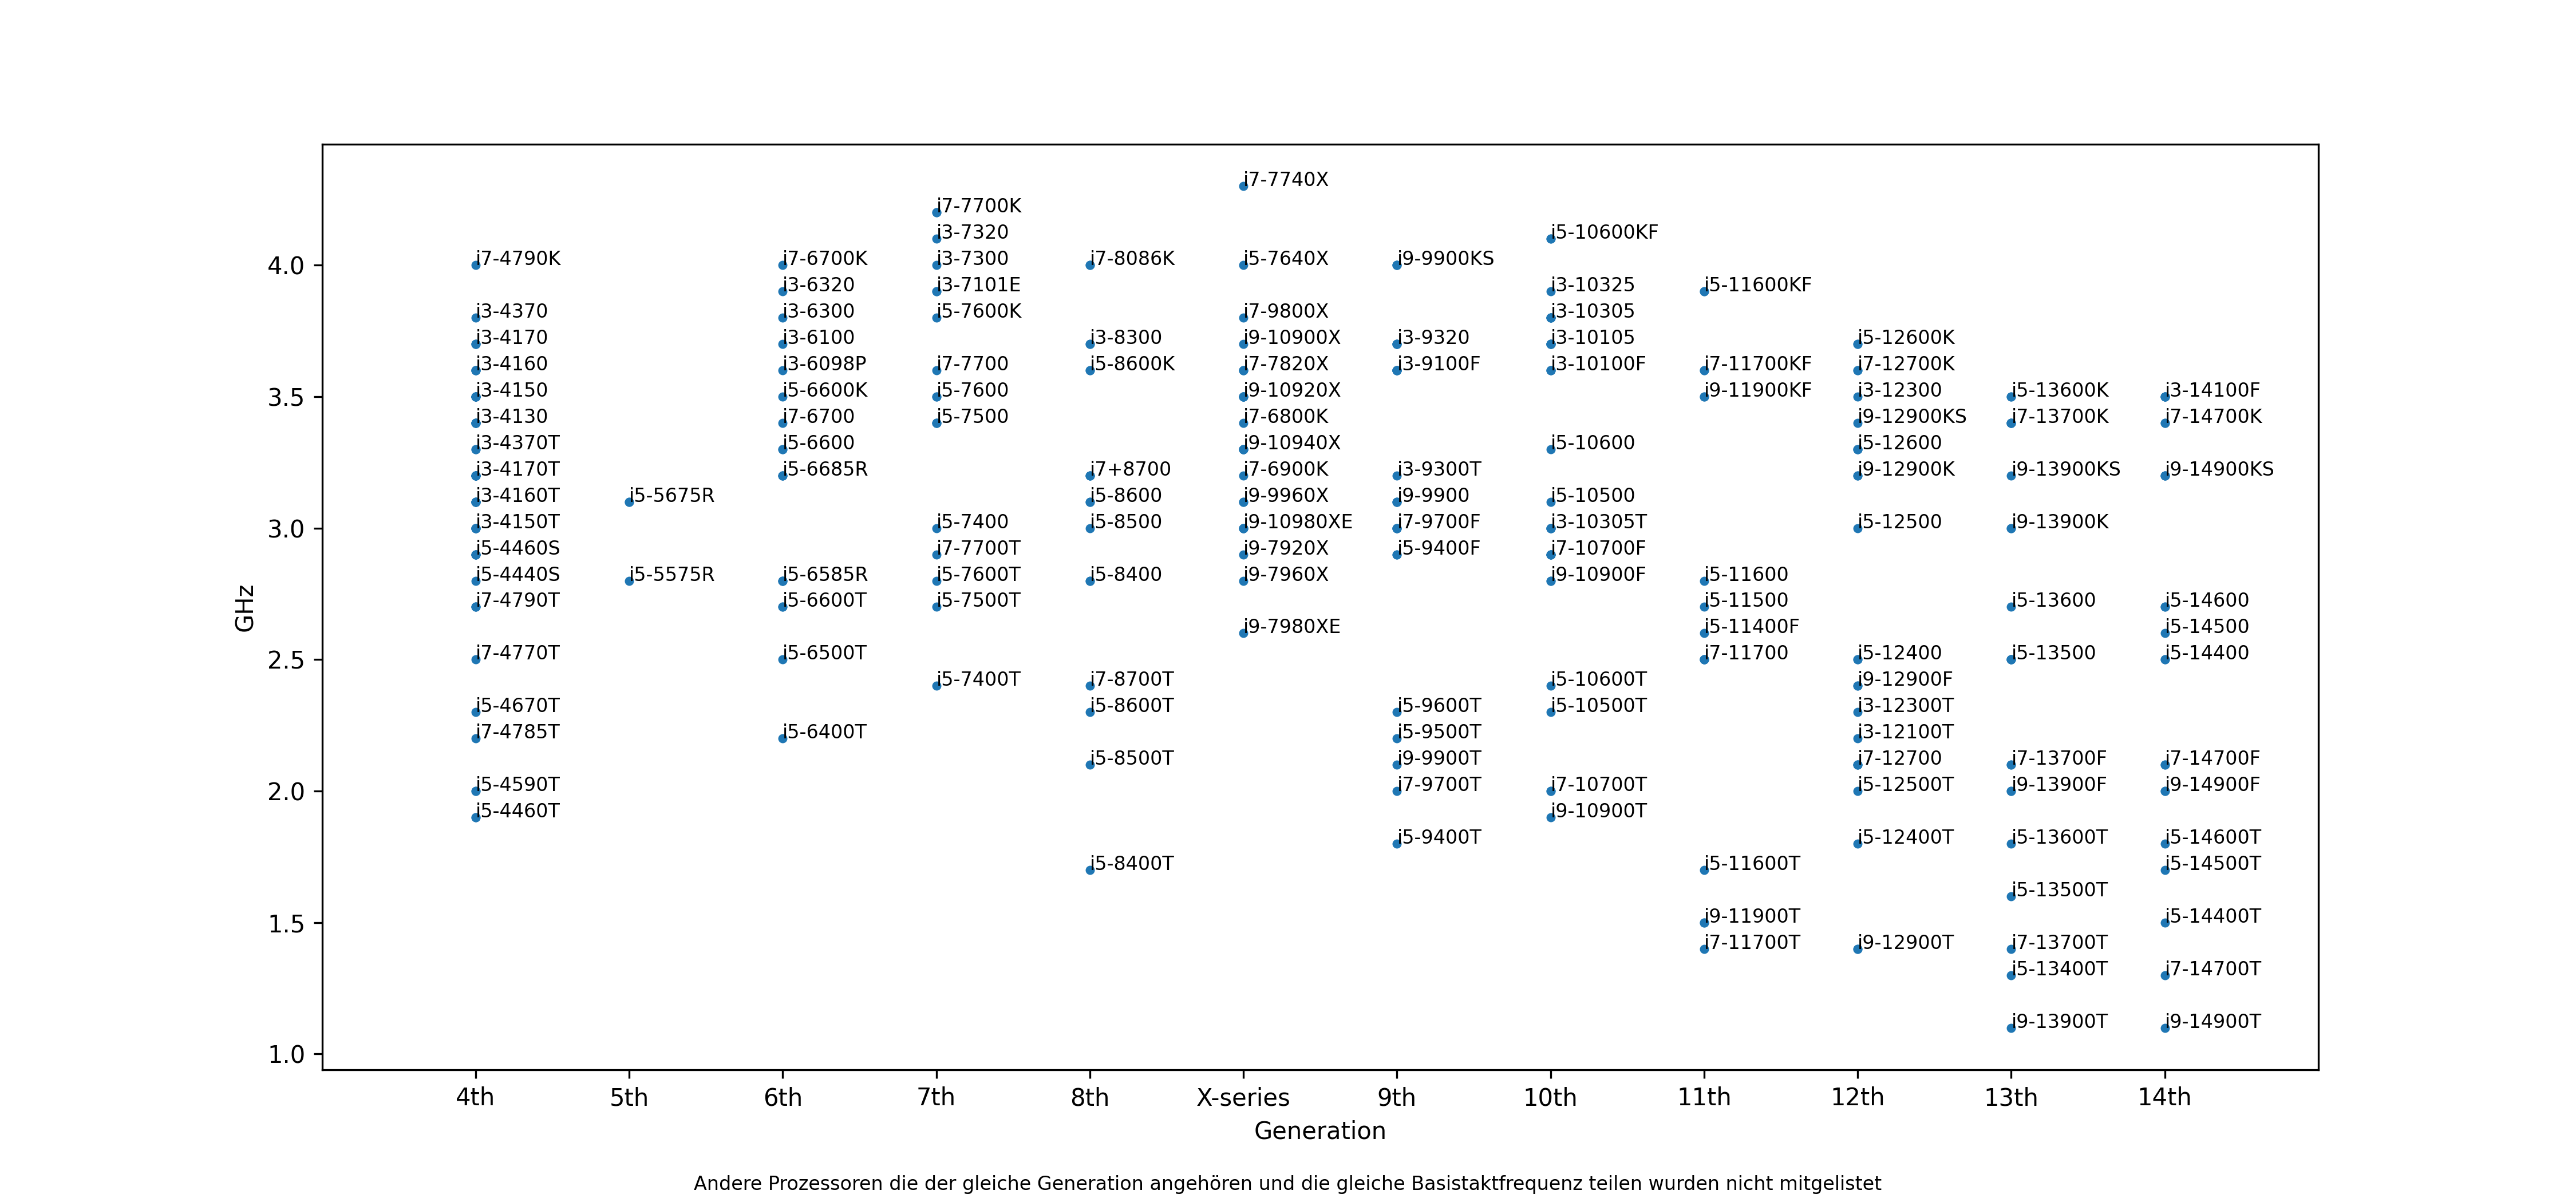 i7-7740X
i7-7700K
i3-7320 i5-10600KF
4.0 i7-4790K i7-6700K i3-7300 i7-8086K i5-7640X i9-9900KS
i3-6320 i3-7101E i3-10325 i5-11600KF
i3-4370 i3-6300 i5-7600K i7-9800X i3-10305
i3-4170 i3-6100 i3-8300 i9-10900X i3-9320 i3-10105 i5-12600K
i3-4160 i3-6098P i7-7700 i5-8600K i7-7820X i3-9100F i3-10100F i7-11700KF i7-12700K
3.5 i3-4150 i5-6600K i5-7600 i9-10920X i9-11900KF i3-12300 i5-13600K i3-14100F
i3-4130 i7-6700 i5-7500 i7-6800K i9-12900KS i7-13700K i7-14700K
i3-4370T i5-6600 i9-10940X i5-10600 i5-12600
i3-4170T i5-6685R i7+8700 i7-6900K i3-9300T i9-12900K i9-13900KS i9-14900KS
i3-4160T i5-5675R i5-8600 i9-9960X i9-9900 i5-10500
3.0 i3-4150T i5-7400 i5-8500 i9-10980XE i7-9700F i3-10305T i5-12500 i9-13900K
i5-4460S i7-7700T i9-7920X i5-9400F i7-10700F
i5-4440S i5-5575R i5-6585R i5-7600T i5-8400 i9-7960X i9-10900F i5-11600
GHz
i7-4790T i5-6600T i5-7500T i5-11500 i5-13600 i5-14600
i9-7980XE i5-11400F i5-14500
2.5 i7-4770T i5-6500T i7-11700 i5-12400 i5-13500 i5-14400
i5-7400T i7-8700T i5-10600T i9-12900F
i5-4670T i5-8600T i5-9600T i5-10500T i3-12300T
i7-4785T i5-6400T i5-9500T i3-12100T
i5-8500T i9-9900T i7-12700 i7-13700F i7-14700F
2.0 i5-4590T i7-9700T i7-10700T i5-12500T i9-13900F i9-14900F
i5-4460T i9-10900T
i5-9400T i5-12400T i5-13600T i5-14600T
i5-8400T i5-11600T i5-14500T
i5-13500T
1.5 i9-11900T i5-14400T
i7-11700T i9-12900T i7-13700T
i5-13400T i7-14700T
i9-13900T i9-14900T
1.0
4th 5th 6th 7th 8th X-series 9th 10th 11th 12th 13th 14th
Generation
Andere Prozessoren die der gleiche Generation angehören und die gleiche Basistaktfrequenz teilen wurden nicht mitgelistet